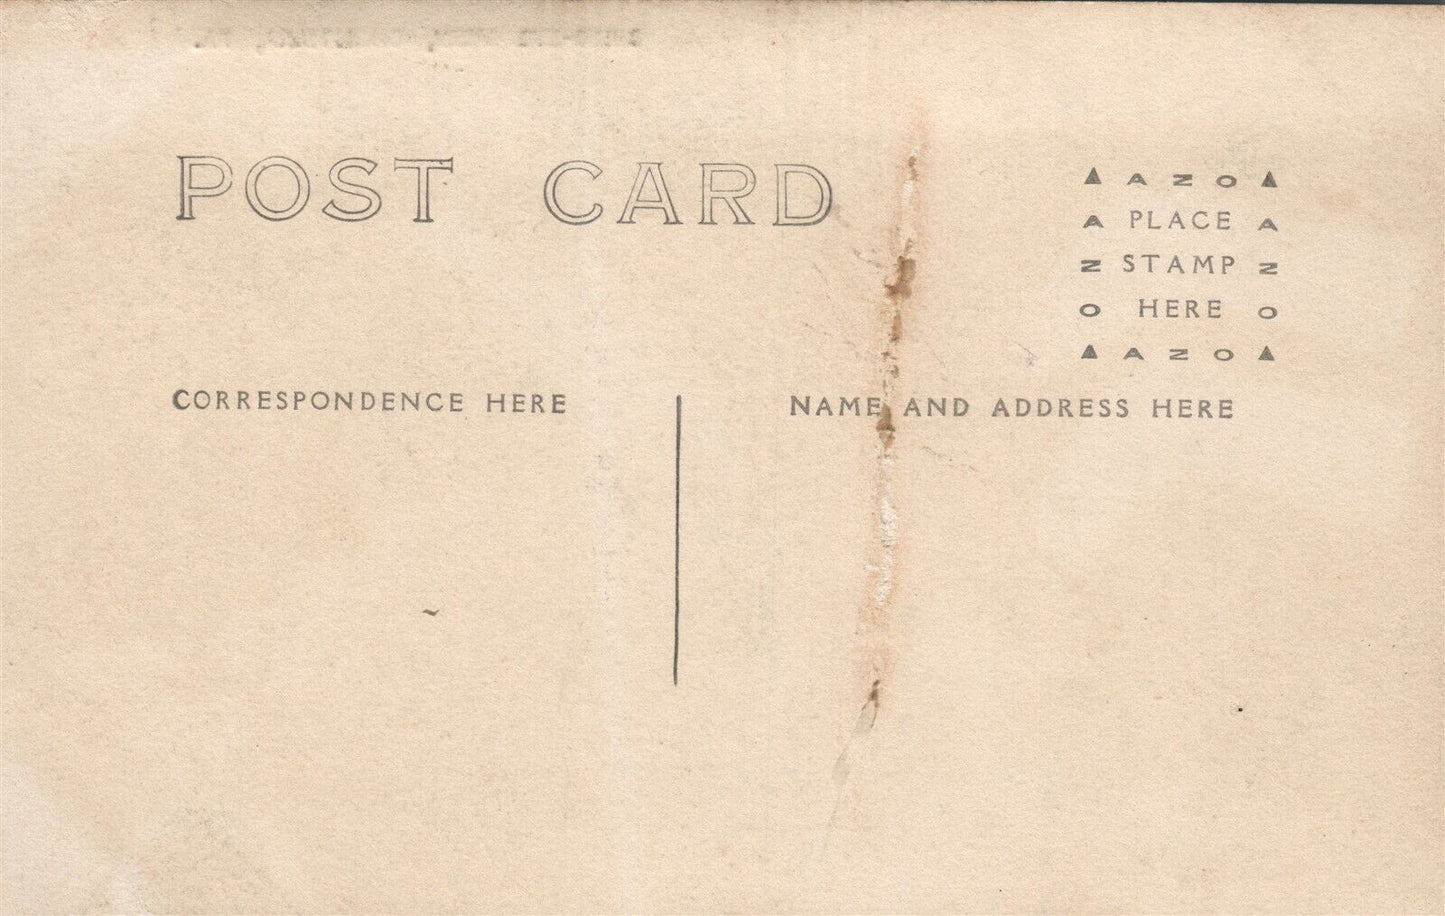 POST CARD
▲ AZO ▲
A PLACE A
N STAMP N
O HERE O
▲ AZO ▲
CORRESPONDENCE HERE
NAME AND ADDRESS HERE